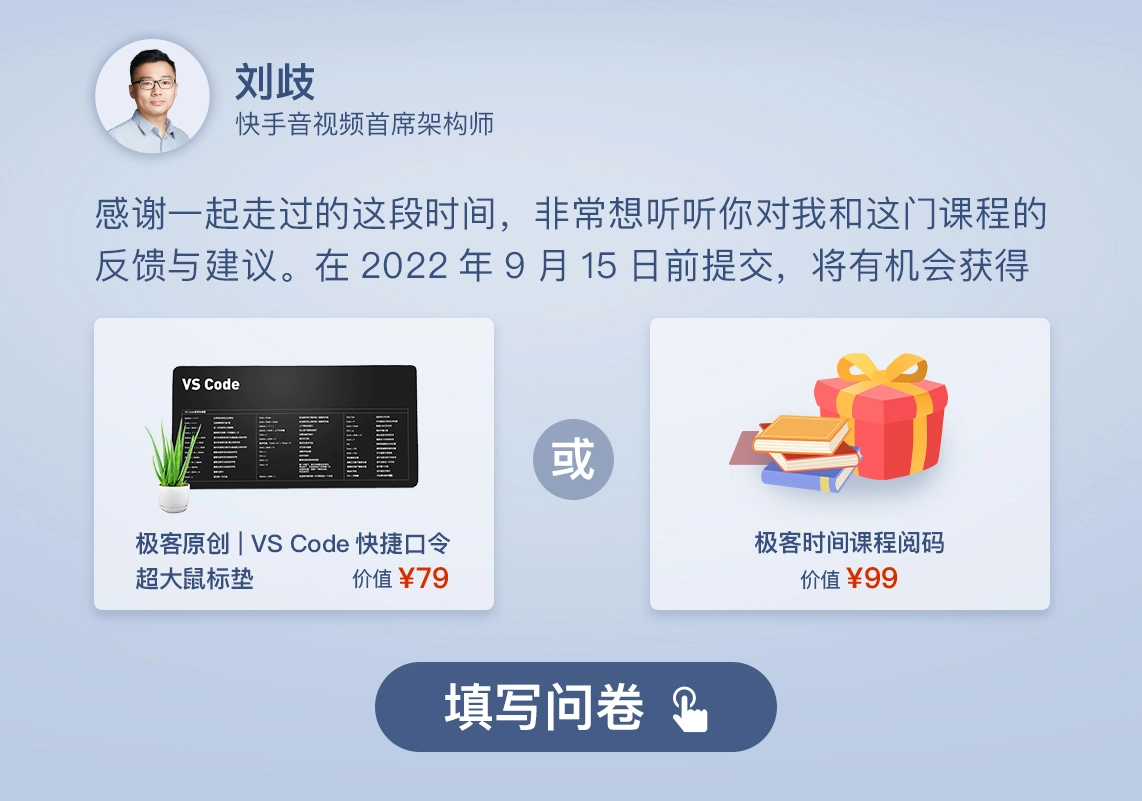 刘歧
快手音视频首席架构师
感谢一起走过的这段时间，非常想听听你对我和这门课程的
反馈与建议。在 2022 年 9 月 15 日前提交，将有机会获得
VS Code
极客原创 | VS Code 快捷口令
超大鼠标垫 价值 ¥79
或
极客时间课程阅码
价值 ¥99
填写问卷